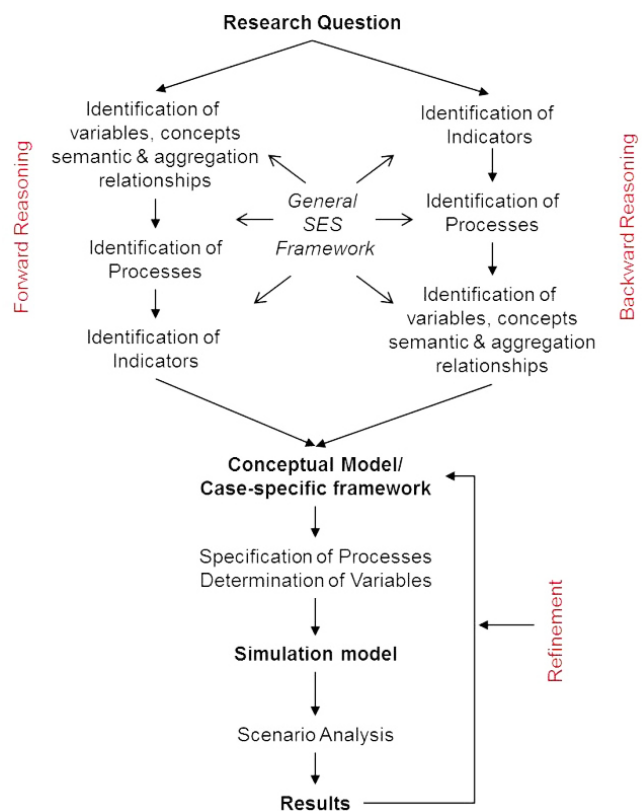 Research Question
Forward Reasoning
Identification of
variables, concepts
semantic & aggregation
relationships
Identification of
Processes
Identification of
Indicators
General
SES
Framework
Identification of
Indicators
Identification of
Processes
Identification of
variables, concepts
semantic & aggregation
relationships
Backward Reasoning
Conceptual Model/
Case-specific framework
Specification of Processes
Determination of Variables
Simulation model
Scenario Analysis
Results
Refinement